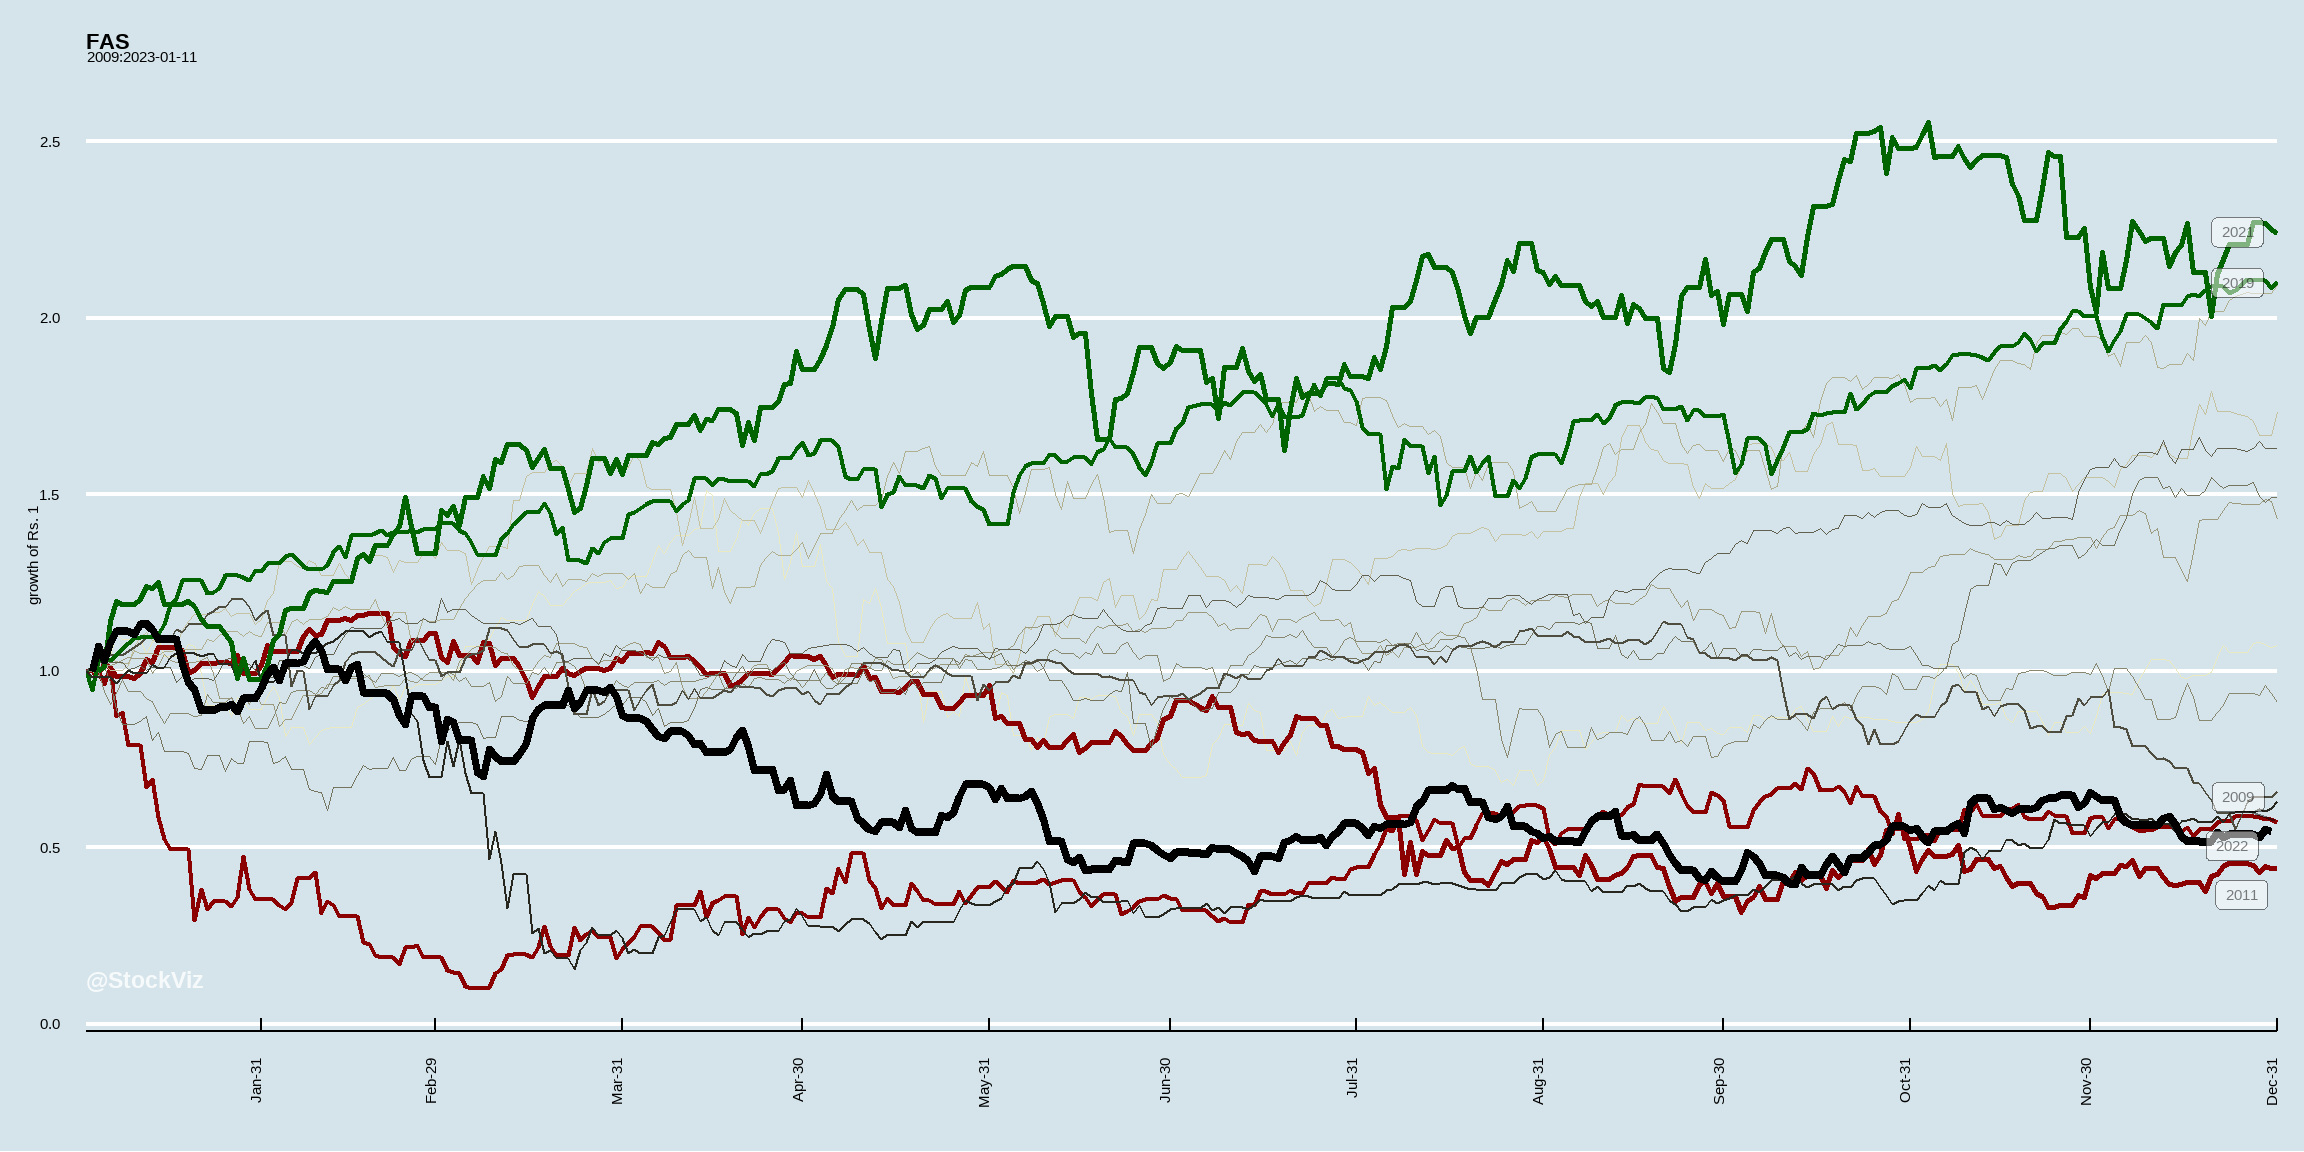 FAS
2009:2023-01-11
2.5
2.0
1.5
1.0
0.5
0.0
growth of Rs. 1
2021
2019
2009
2022
2011
@StockViz
Jan-31
Feb-29
Mar-31
Apr-30
May-31
Jun-30
Jul-31
Aug-31
Sep-30
Oct-31
Nov-30
Dec-31